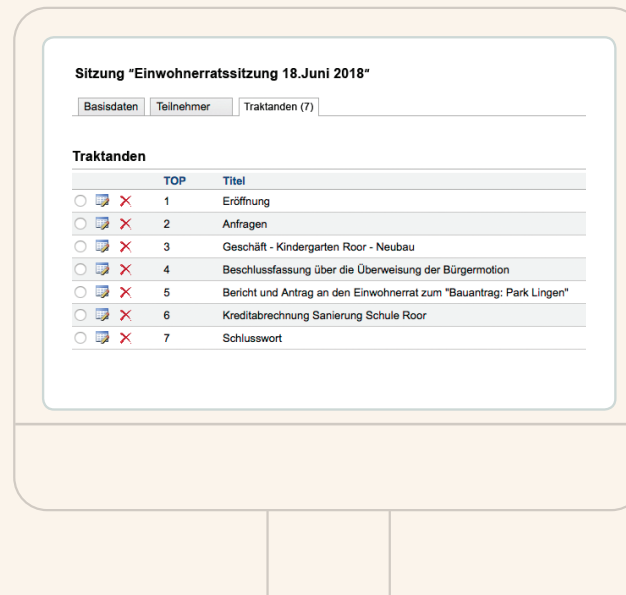 Sitzung “Einwohnerratssitzung 18.Juni 2018“
Basisdaten Teilnehmer Traktanden (7)
Traktanden
TOP Titel
1 Eröffnung
2 Anfragen
3 Geschäft - Kindergarten Roor - Neubau
4 Beschlussfassung über die Überweisung der Bürgermotion
5 Bericht und Antrag an den Einwohnerrat zum "Bauantrag: Park Lingen"
6 Kreditabrechnung Sanierung Schule Roor
7 Schlusswort